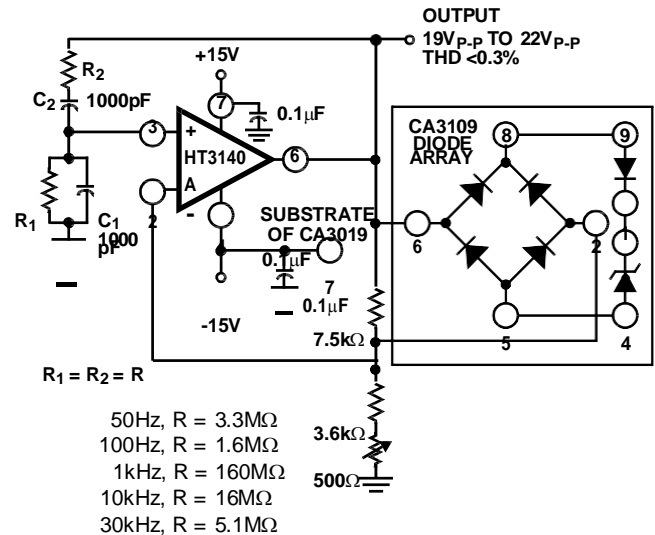 OUTPUT
19VP-P TO 22VP-P
THD <0.3%
+15V
R2
C2 1000pF
7
0.1μF
3
+
HT3140
6
A
2
-
R1
C1
1000
pF
SUBSTRATE
OF CA3019
0.1μF
7
0.1μF
-15V
7.5kΩ
3.6kΩ
500Ω
CA3109
DIODE
ARRAY
8
9
6
2
5
4
R1 = R2 = R
50Hz, R = 3.3MΩ
100Hz, R = 1.6MΩ
1kHz, R = 160MΩ
10kHz, R = 16MΩ
30kHz, R = 5.1MΩ